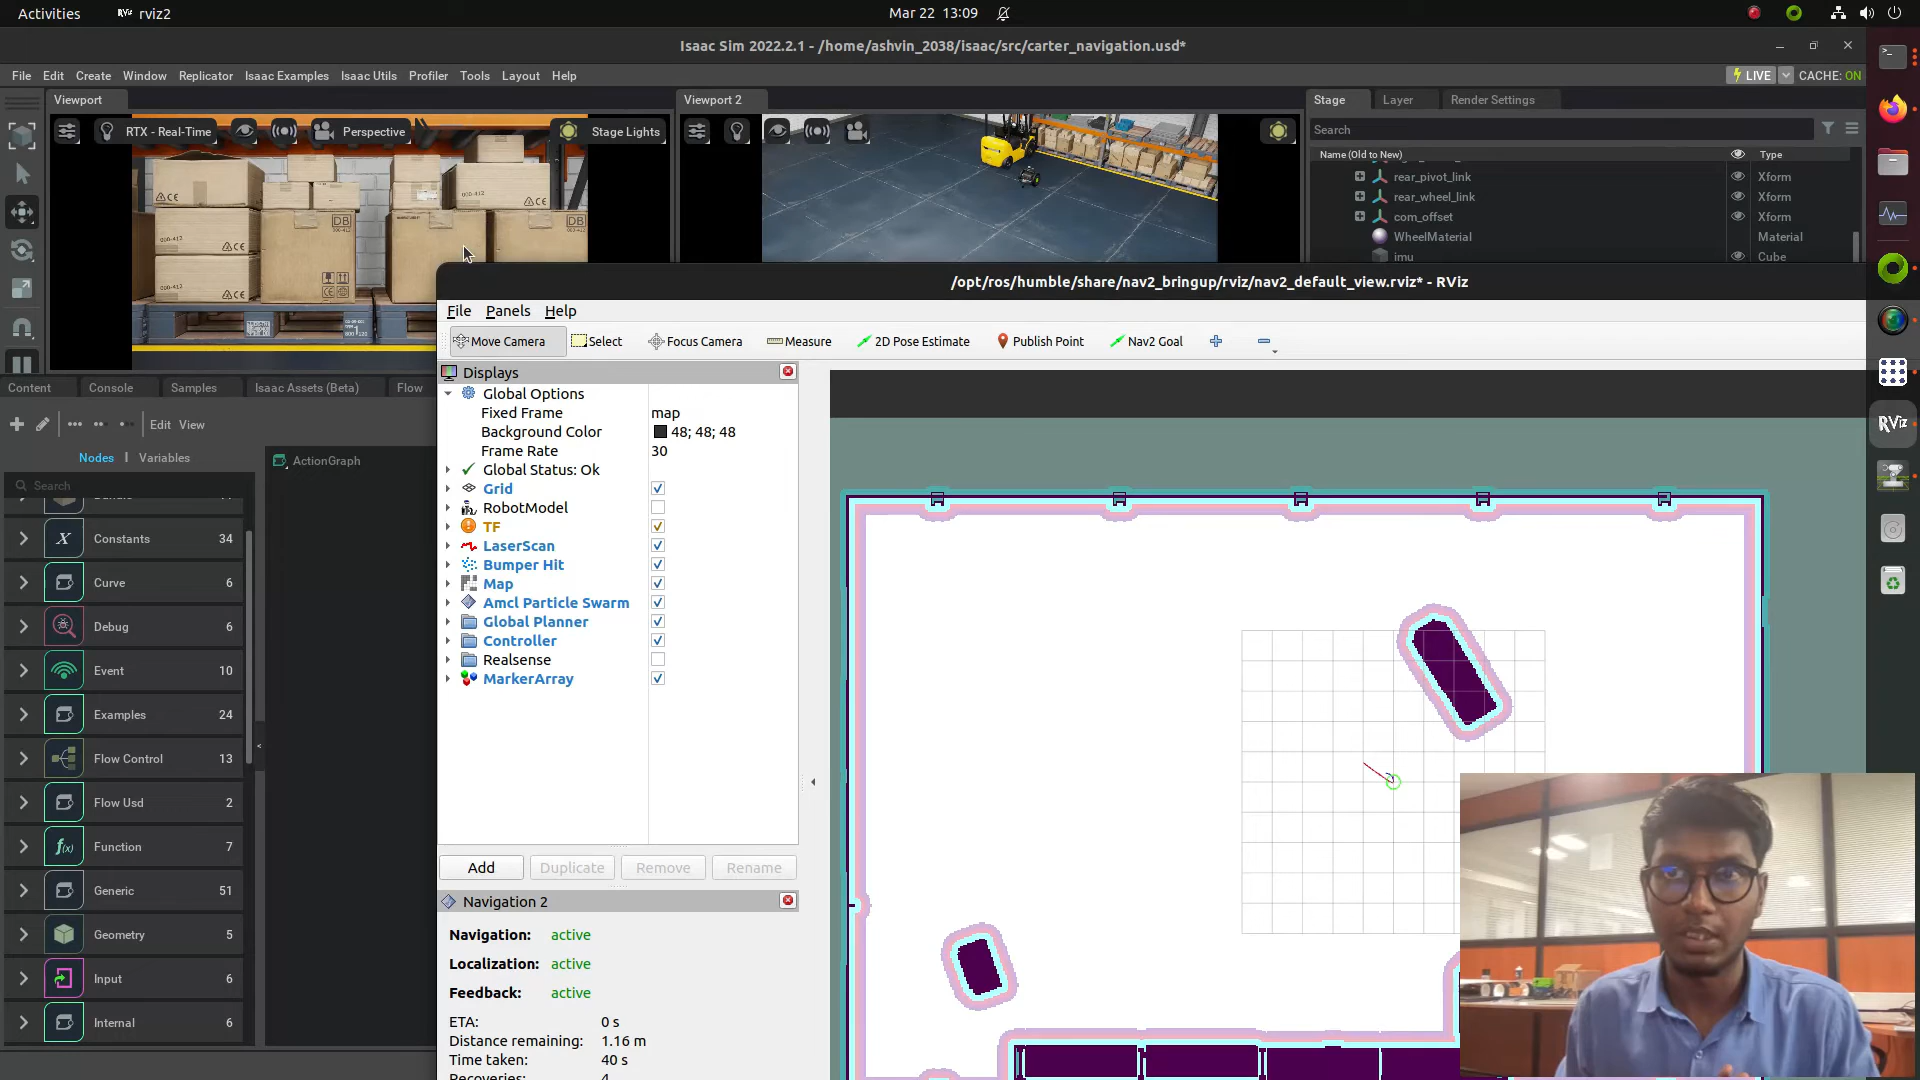 Activities
rviz2
Mar 22 13:09
Isaac Sim 2022.2.1 - /home/ashvin_2038/isaac/src/carter_navigation.usd*
File Edit Create Window Replicator Isaac Examples Isaac Utils Profiler Tools Layout Help
LIVE
CACHE: ON
Viewport
Viewport 2
Stage
Layer
Render Settings
RTX - Real-Time
Perspective
Stage Lights
Search
Name (Old to New)
Type
rear_pivot_link Xform
rear_wheel_link Xform
com_offset Xform
WheelMaterial Material
imu Cube
/opt/ros/humble/share/nav2_bringup/rviz/nav2_default_view.rviz* - RViz
File Panels Help
Move Camera
Select
Focus Camera
Measure
2D Pose Estimate
Publish Point
Nav2 Goal
Displays
Global Options
Fixed Frame map
Background Color 48; 48; 48
Frame Rate 30
Global Status: Ok
Grid
RobotModel
TF
LaserScan
Bumper Hit
Map
Amcl Particle Swarm
Global Planner
Controller
Realsense
MarkerArray
Add Duplicate Remove Rename
Navigation 2
Navigation: active
Localization: active
Feedback: active
ETA: 0 s
Distance remaining: 1.16 m
Time taken: 40 s
Recoveries: 4
Content
Console
Samples
Isaac Assets (Beta)
Flow
Edit View
Nodes
Variables
ActionGraph
Search
Constants 34
Curve 6
Debug 6
Event 10
Examples 24
Flow Control 13
Flow Usd 2
Function 7
Generic 51
Geometry 5
Input 6
Internal 6
RViz
DB
DB